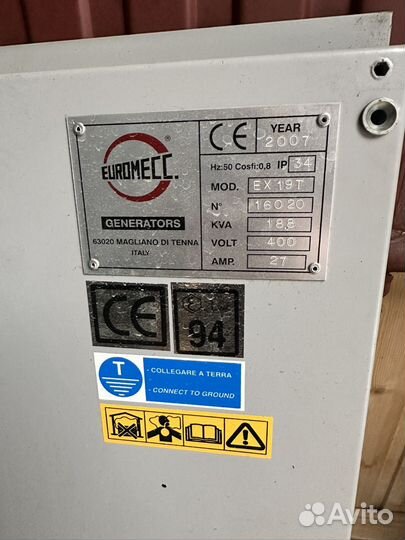 EUROMECC.
GENERATORS
63020 MAGLIANO DI TENNA
ITALY
CE YEAR
2007
Hz:50 Cosfi:0,8 IP 34
MOD. EX19T
N° 16020
KVA 18.8
VOLT 400
AMP. 27
CE
94
T
- COLLEGARE A TERRA
- CONNECT TO GROUND
Avito